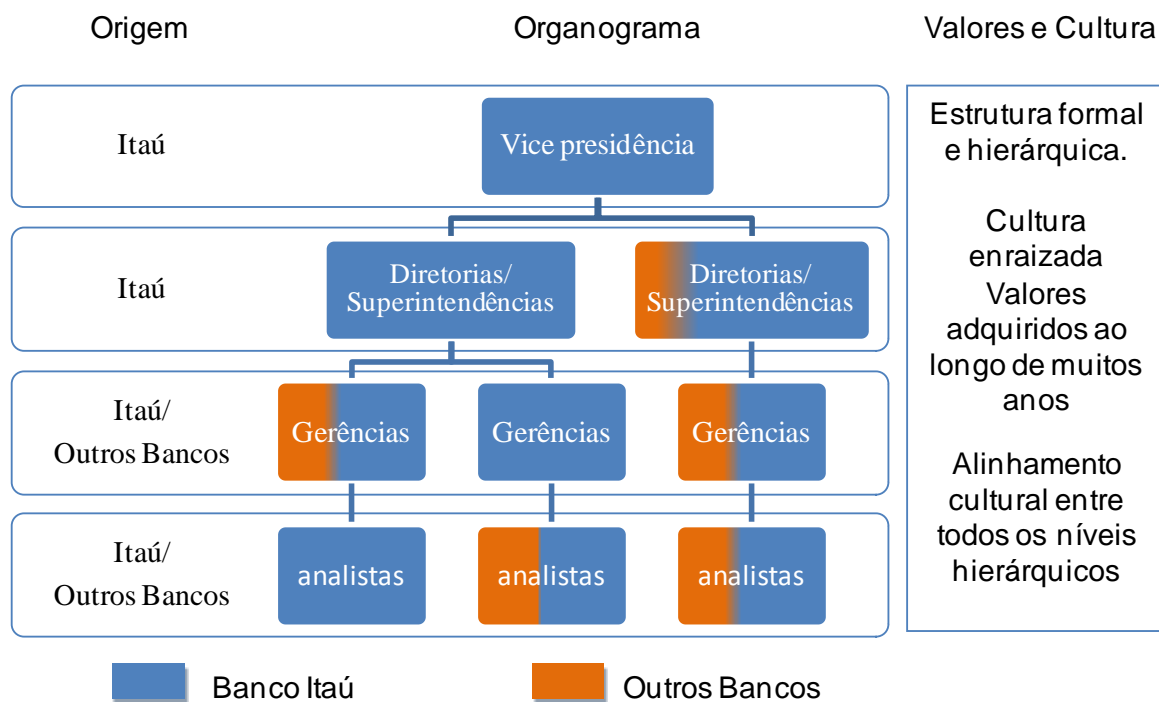 Origem
Organograma
Valores e Cultura
Itaú
Vice presidência
Itaú
Diretorias/
Superintendências
Diretorias/
Superintendências
Itaú/
Outros Bancos
Gerências
Gerências
Gerências
Itaú/
Outros Bancos
analistas
analistas
analistas
Estrutura formal
e hierárquica.
Cultura
enraizada
Valores
adquiridos ao
longo de muitos
anos
Alinhamento
cultural entre
todos os níveis
hierárquicos
Banco Itaú
Outros Bancos